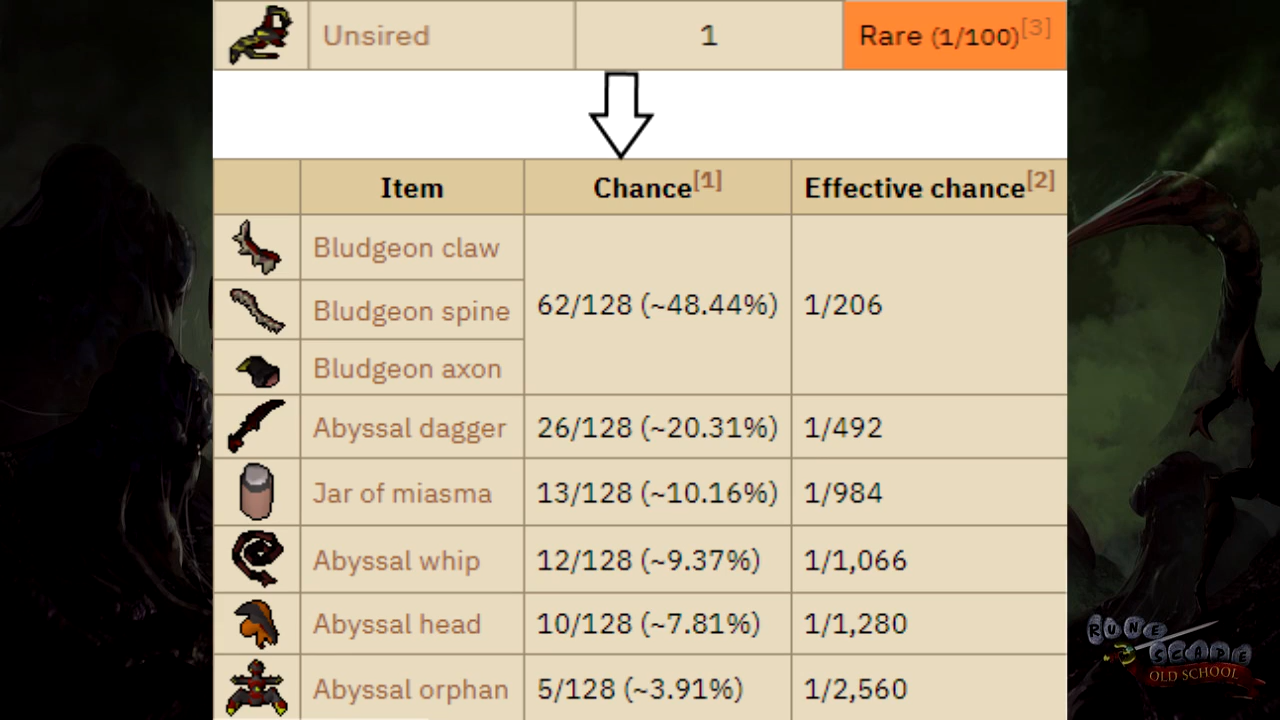 Unsired 1 Rare (1/100)[3]
Item Chance[1] Effective chance[2]
Bludgeon claw
Bludgeon spine 62/128 (~48.44%) 1/206
Bludgeon axon
Abyssal dagger 26/128 (~20.31%) 1/492
Jar of miasma 13/128 (~10.16%) 1/984
Abyssal whip 12/128 (~9.37%) 1/1,066
Abyssal head 10/128 (~7.81%) 1/1,280
Abyssal orphan 5/128 (~3.91%) 1/2,560
RUNE
SCAPE
OLD SCHOOL